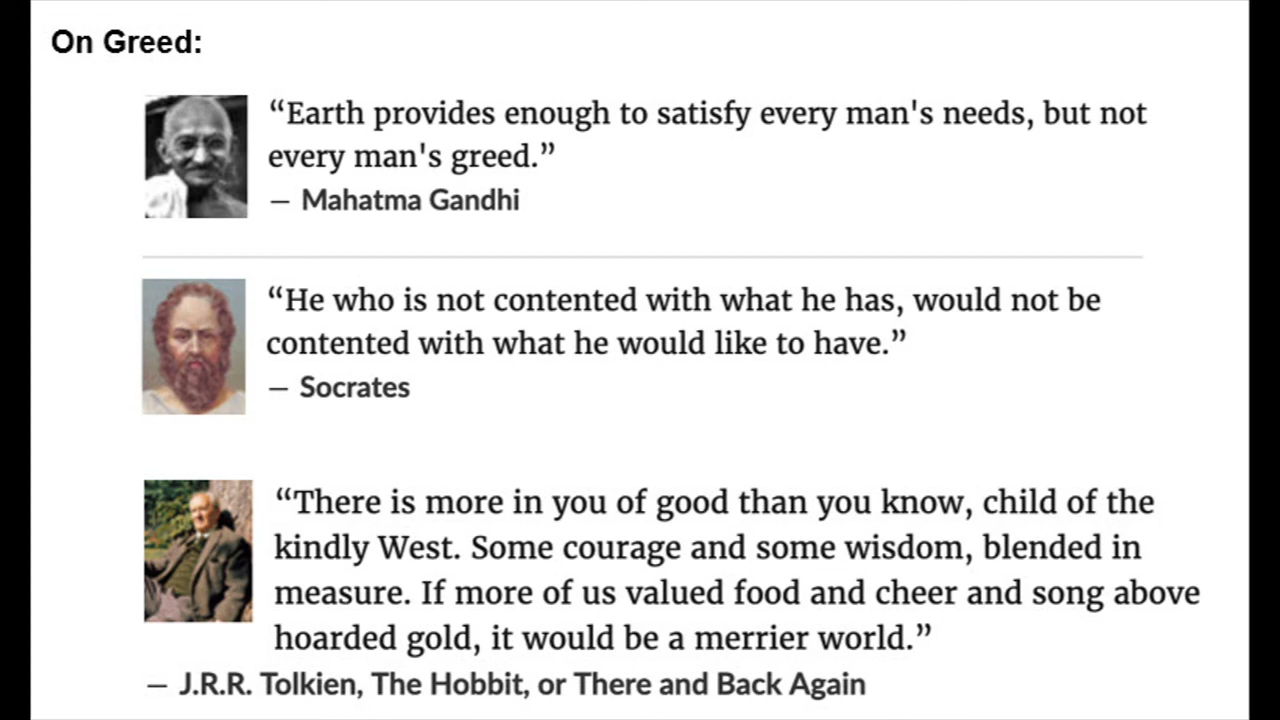 On Greed:
“Earth provides enough to satisfy every man's needs, but not
every man's greed.”
― Mahatma Gandhi
“He who is not contented with what he has, would not be
contented with what he would like to have.”
― Socrates
“There is more in you of good than you know, child of the
kindly West. Some courage and some wisdom, blended in
measure. If more of us valued food and cheer and song above
hoarded gold, it would be a merrier world.”
― J.R.R. Tolkien, The Hobbit, or There and Back Again